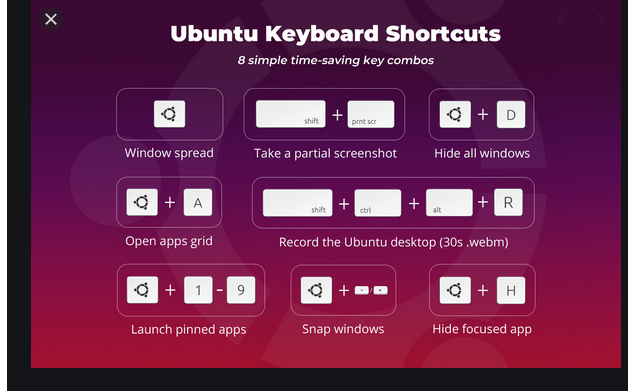 Ubuntu Keyboard Shortcuts
8 simple time-saving key combos
shift + prnt scr
+ D
Window spread
Take a partial screenshot
Hide all windows
+ A
shift + ctrl + alt + R
Open apps grid
Record the Ubuntu desktop (30s .webm)
+ 1 - 9
+ /
+ H
Launch pinned apps
Snap windows
Hide focused app